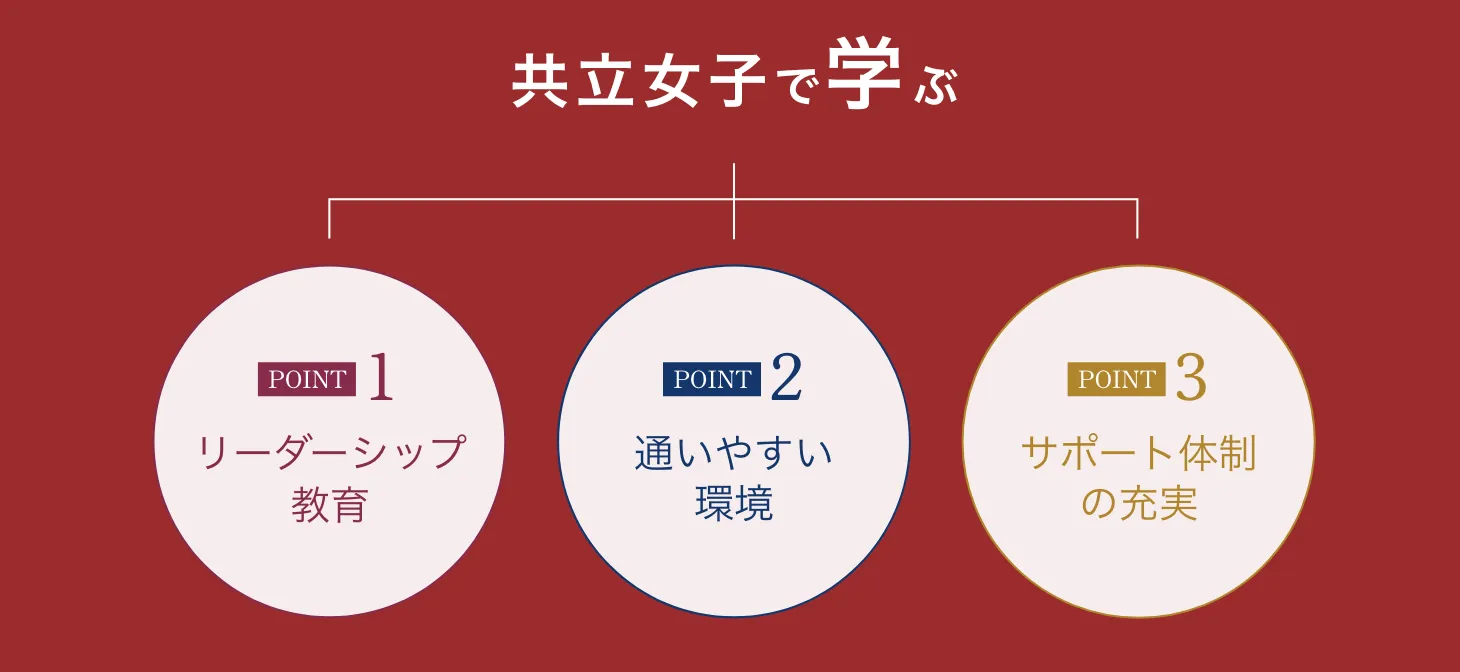 共立女子で学ぶ
POINT 1
リーダーシップ
教育
POINT 2
通いやすい
環境
POINT 3
サポート体制
の充実